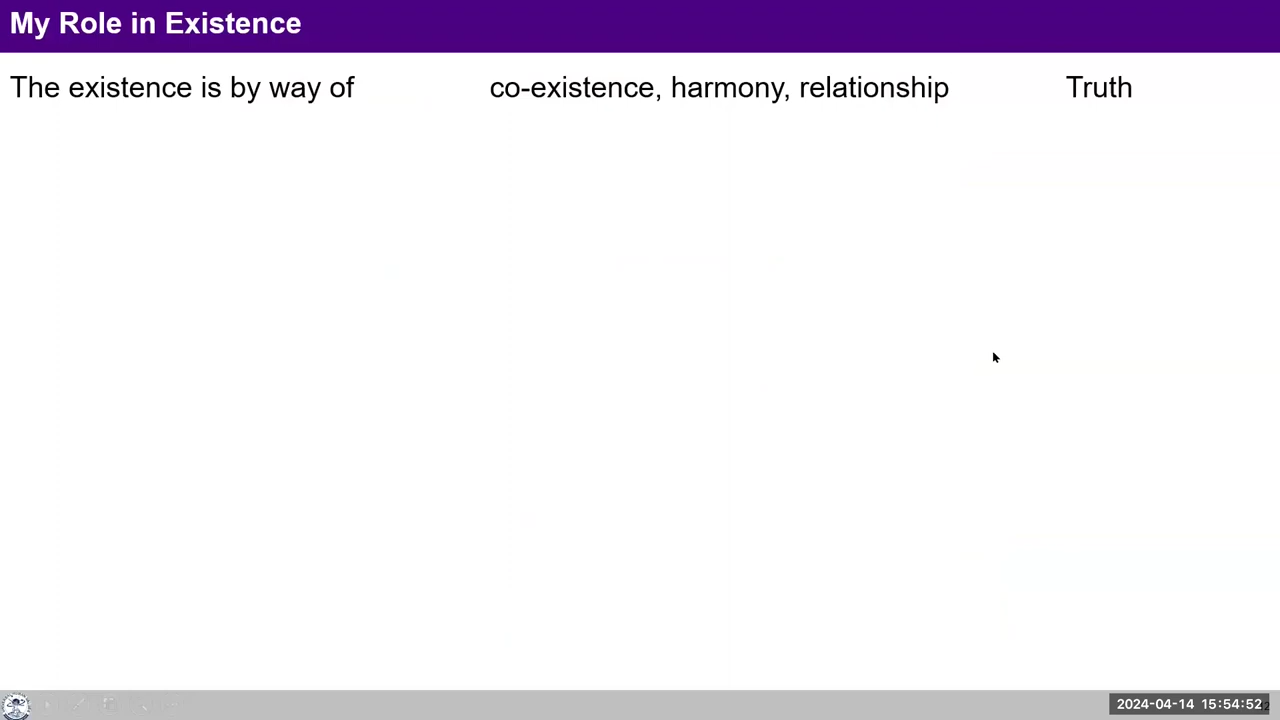 My Role in Existence
The existence is by way of co-existence, harmony, relationship Truth
2024-04-14 15:54:52